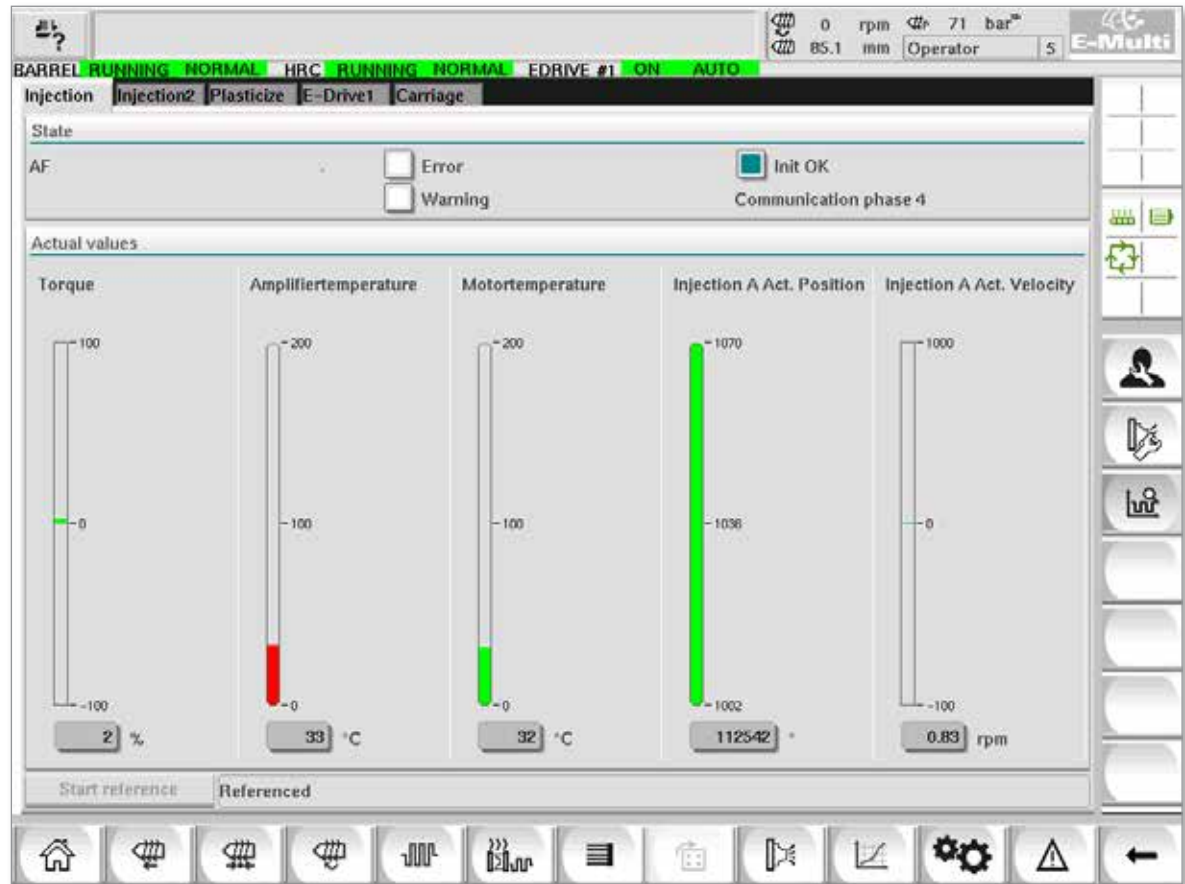 ?
0 rpm 71 bar
85.1 mm Operator 5 E-Multi
BARREL RUNNING NORMAL HRC RUNNING NORMAL EDRIVE #1 ON AUTO
Injection Injection2 Plasticize E-Drive1 Carriage
State
AF Error Init OK
Warning Communication phase 4
Actual values
Torque Amplifiertemperature Motortemperature Injection A Act. Position Injection A Act. Velocity
100 200 200 1070 1000
0 100 100 1036 0
-100 0 0 1002 -100
2 % 33 °C 32 °C 112542 ° 0.83 rpm
Start reference Referenced